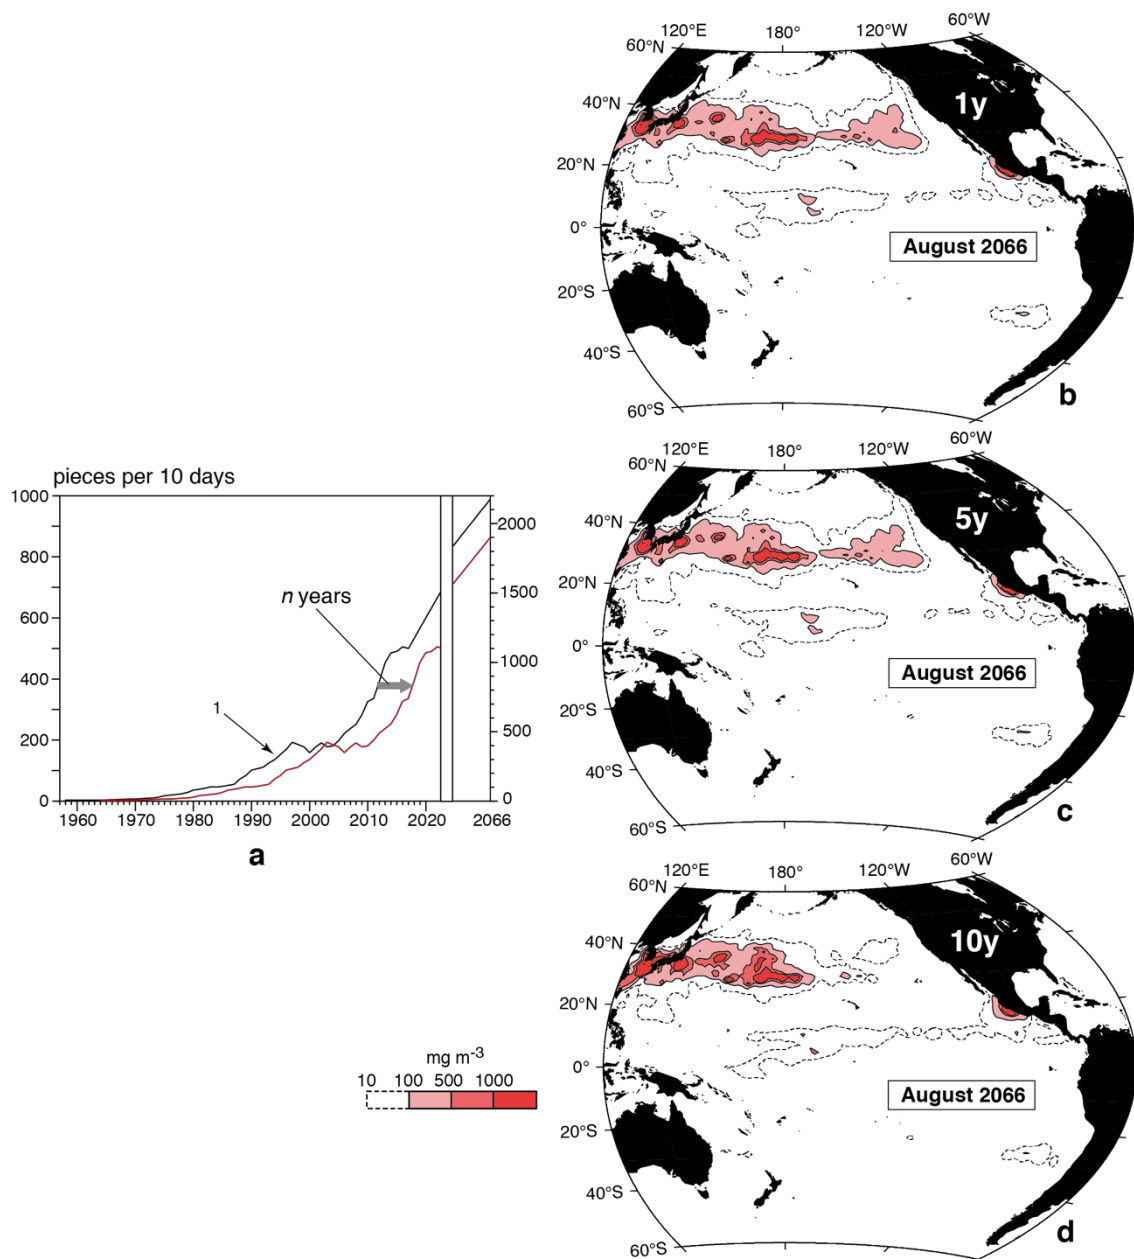 60°W
120°E 180° 120°W
60°N
40°N
1y
20°N
0°
August 2066
20°S
40°S
60°S
b
60°W
120°E 180° 120°W
60°N
pieces per 10 days
1000
2000
800
40°N
5y
n years
600
1500
20°N
1000
400
0°
August 2066
1
500
200
20°S
0
0
1960 1970 1980 1990 2000 2010 2020 2066
40°S
a
60°S
c
60°W
120°E 180° 120°W
60°N
40°N
10y
20°N
mg m-3
10 100 500 1000
0°
August 2066
20°S
40°S
60°S
d